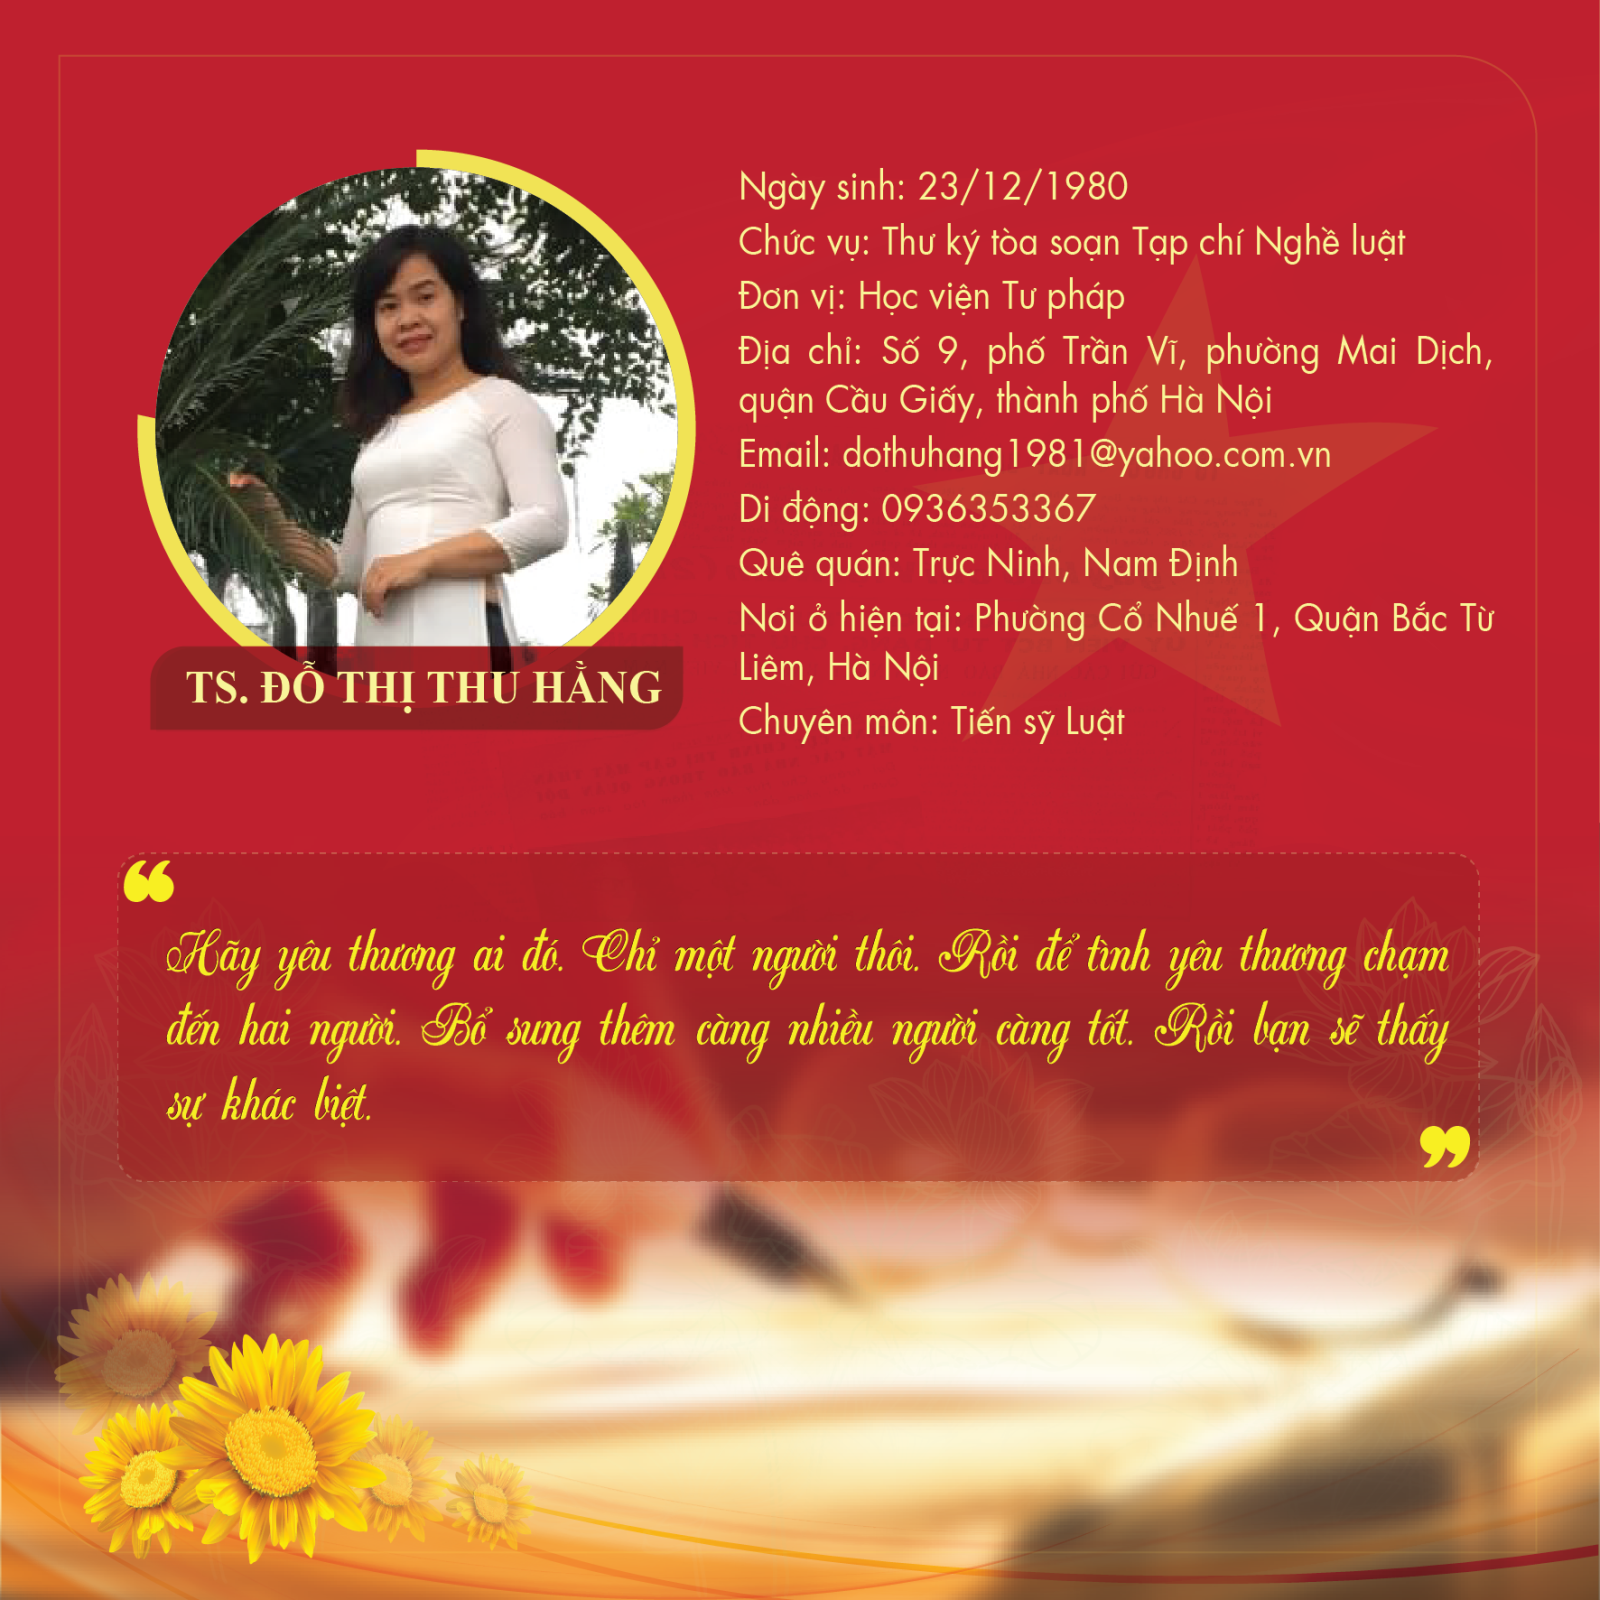 TS. ĐỖ THỊ THU HẰNG
Ngày sinh: 23/12/1980
Chức vụ: Thư ký tòa soạn Tạp chí Nghề luật
Đơn vị: Học viện Tư pháp
Địa chỉ: Số 9, phố Trần Vĩ, phường Mai Dịch,
quận Cầu Giấy, thành phố Hà Nội
Email: dothuhang1981@yahoo.com.vn
Di động: 0936353367
Quê quán: Trực Ninh, Nam Định
Nơi ở hiện tại: Phường Cổ Nhuế 1, Quận Bắc Từ
Liêm, Hà Nội
Chuyên môn: Tiến sỹ Luật
“
Hãy yêu thương ai đó. Chỉ một người thôi. Rồi để tình yêu thương chạm
đến hai người. Bổ sung thêm càng nhiều người càng tốt. Rồi bạn sẽ thấy
sự khác biệt.
”